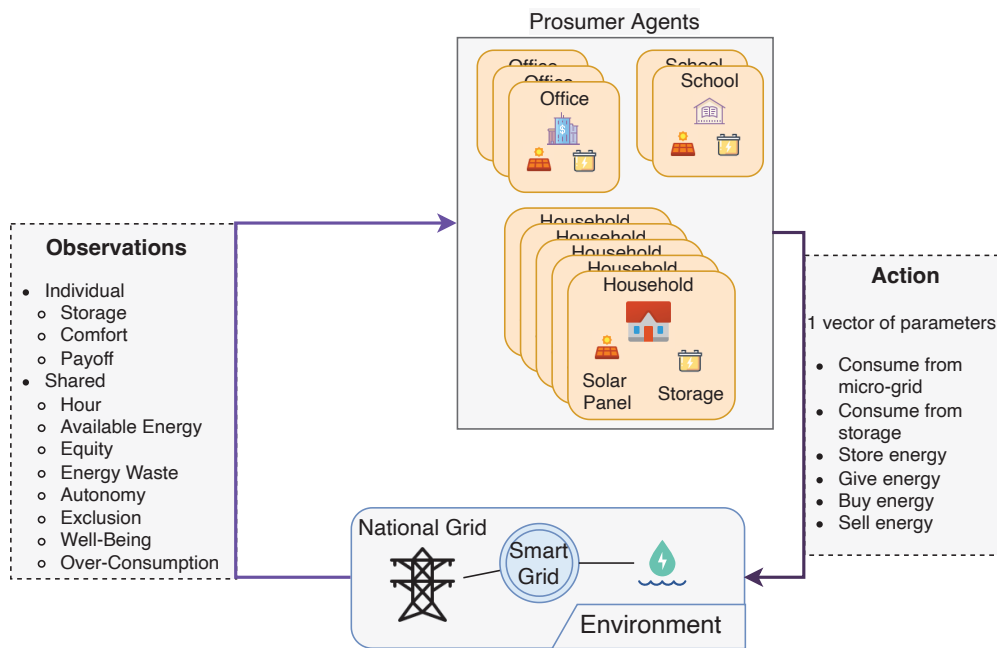 Prosumer Agents
Office
Office
Office
School
School
Household
Household
Household
Household
Household
Solar
Panel
Storage
Observations
Individual
Storage
Comfort
Payoff
Shared
Hour
Available Energy
Equity
Energy Waste
Autonomy
Exclusion
Well-Being
Over-Consumption
Action
1 vector of parameters
Consume from
micro-grid
Consume from
storage
Store energy
Give energy
Buy energy
Sell energy
National Grid
Smart
Grid
Environment